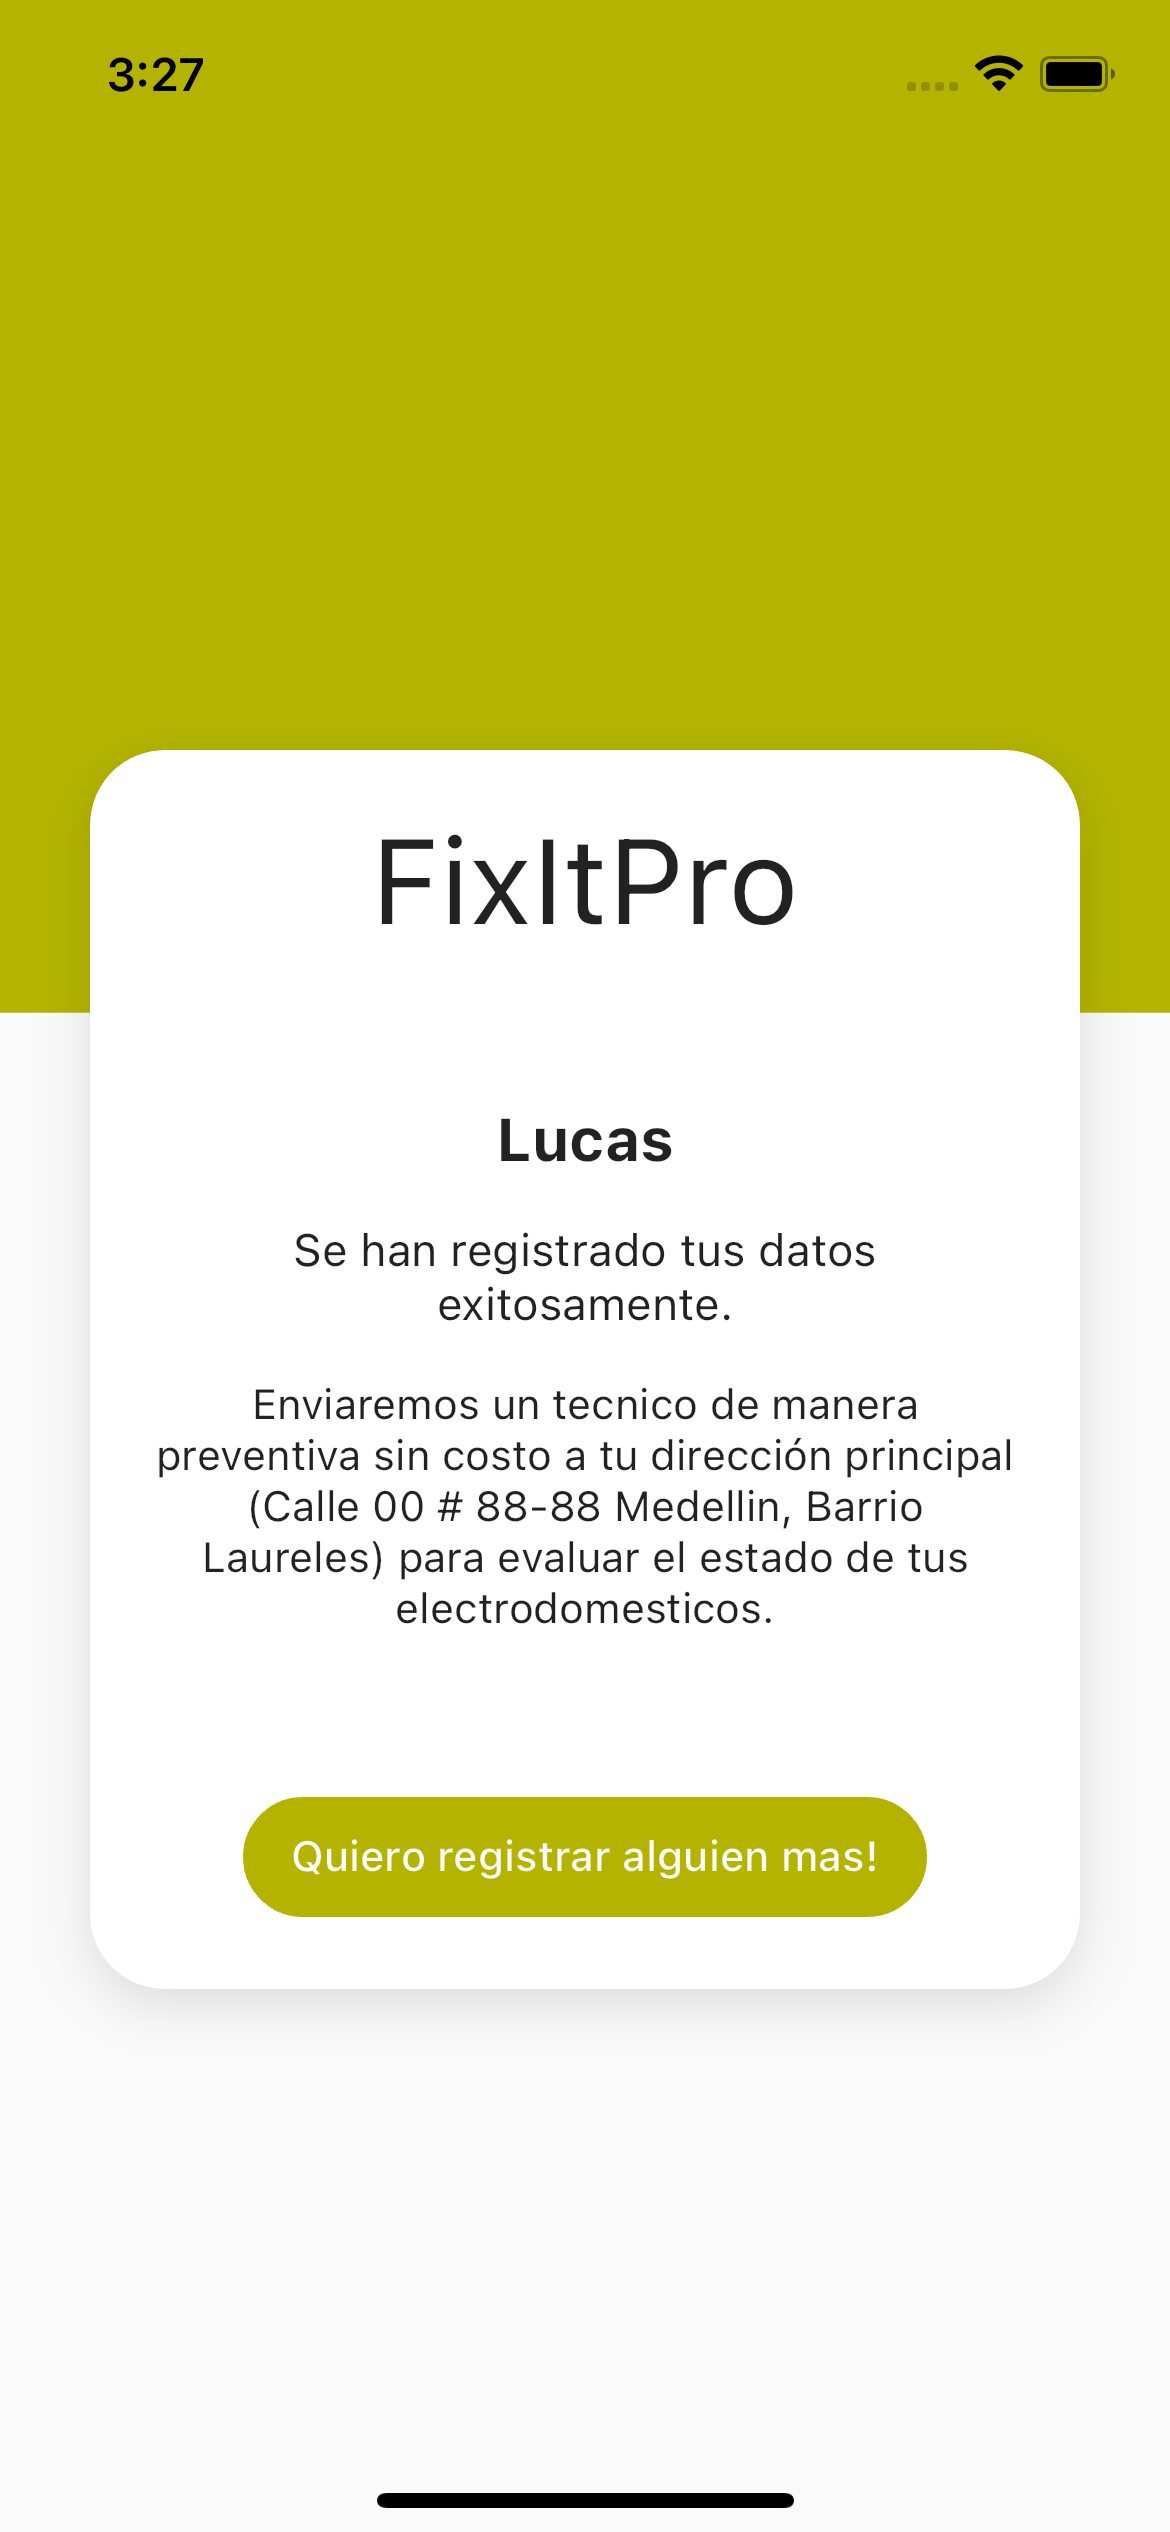 3:27
FixItPro
Lucas
Se han registrado tus datos
exitosamente.
Enviaremos un tecnico de manera
preventiva sin costo a tu dirección principal
(Calle 00 # 88-88 Medellin, Barrio
Laureles) para evaluar el estado de tus
electrodomesticos.
Quiero registrar alguien mas!